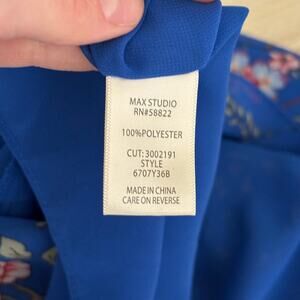 MAX STUDIO
RN#58822
100%POLYESTER
CUT: 3002191
STYLE
6707Y36B
MADE IN CHINA
CARE ON REVERSE